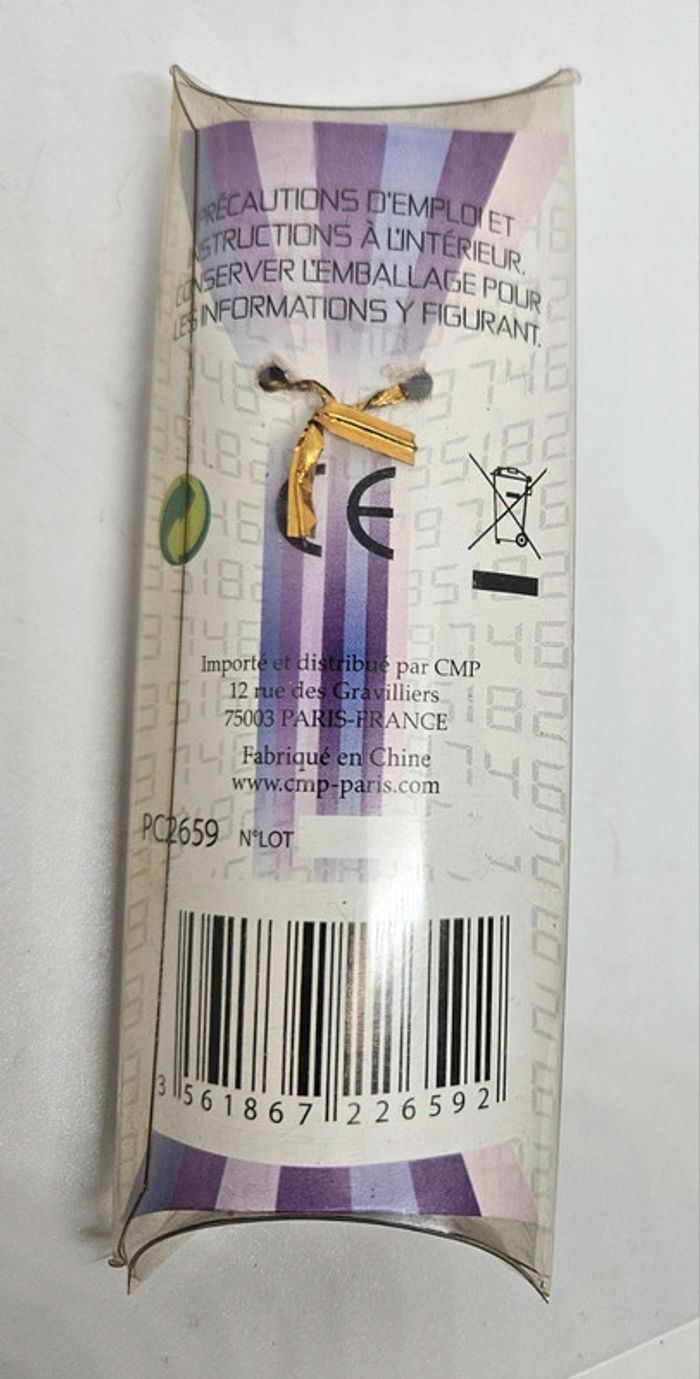 PRÉCAUTIONS D'EMPLOI ET
INSTRUCTIONS À L'INTÉRIEUR.
CONSERVER L'EMBALLAGE POUR
LES INFORMATIONS Y FIGURANT.
CE
Importé et distribué par CMP
12 rue des Gravilliers
75003 PARIS-FRANCE
Fabriqué en Chine
www.cmp-paris.com
PC2659 N°LOT
3 561867 226592